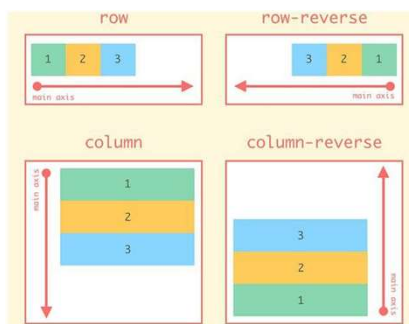 row
1 2 3
main axis
row-reverse
3 2 1
main axis
column
main axis
1
2
3
column-reverse
3
2
1
main axis